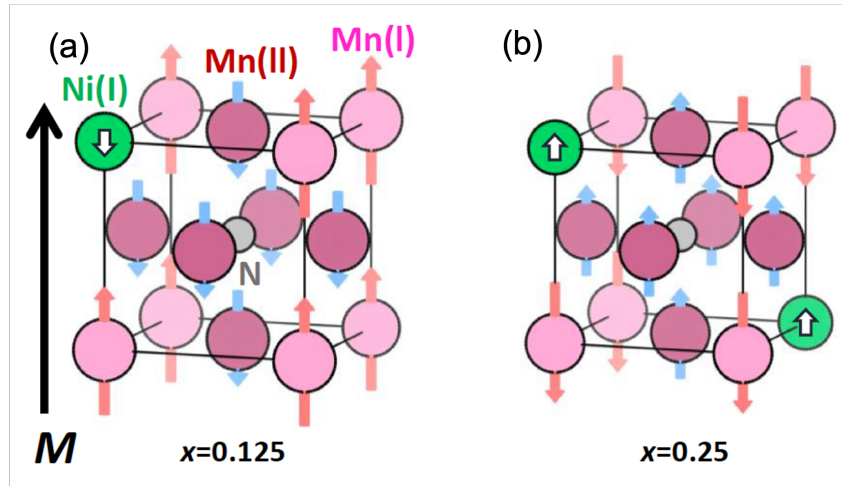 (a)
Mn(II)
Mn(I)
Ni(I)
N
M
x=0.125
(b)
x=0.25